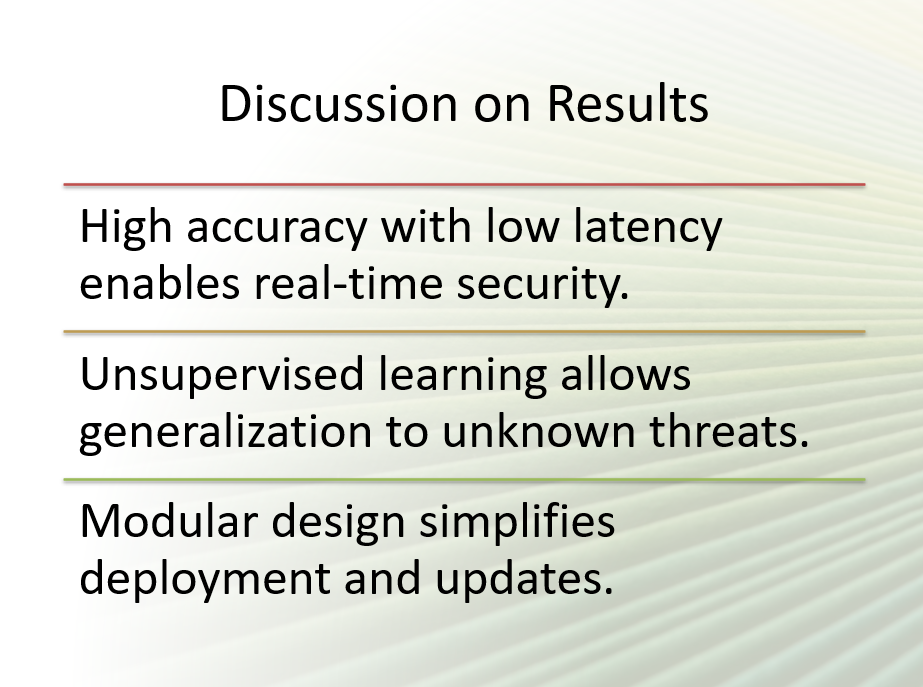 Discussion on Results
High accuracy with low latency
enables real-time security.
Unsupervised learning allows
generalization to unknown threats.
Modular design simplifies
deployment and updates.